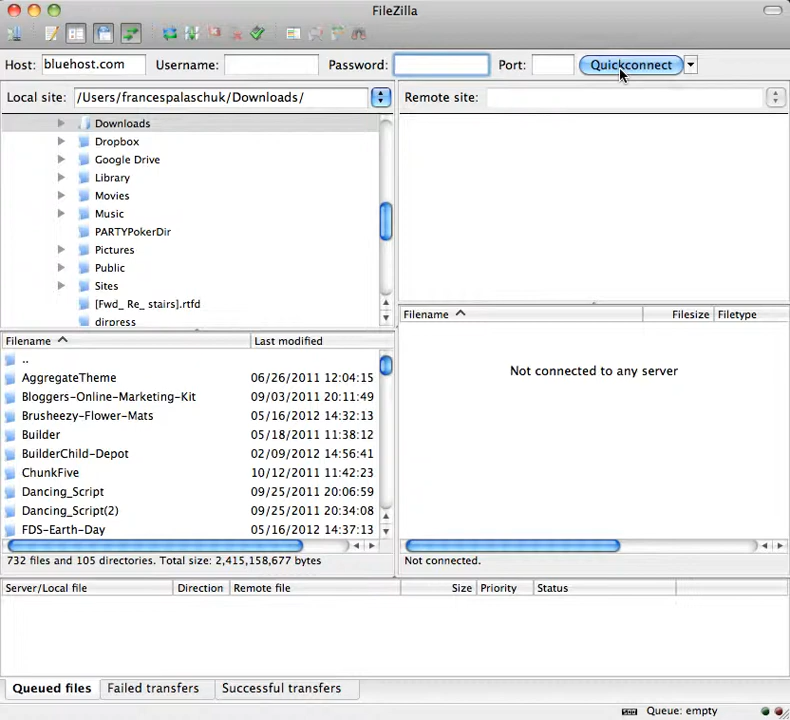 FileZilla
Host: bluehost.com Username: Password: Port: Quickconnect
Local site: /Users/francespalaschuk/Downloads/
Remote site:
Downloads
Dropbox
Google Drive
Library
Movies
Music
PARTYPokerDir
Pictures
Public
Sites
[Fwd_ Re_ stairs].rtfd
dirpress
Filename Last modified
..
AggregateTheme 06/26/2011 12:04:15
Bloggers-Online-Marketing-Kit 09/03/2011 20:11:49
Brusheezy-Flower-Mats 05/16/2012 14:32:13
Builder 05/18/2011 11:38:12
BuilderChild-Depot 02/09/2012 14:56:41
ChunkFive 10/12/2011 11:42:23
Dancing_Script 09/25/2011 20:06:59
Dancing_Script(2) 09/25/2011 20:34:08
FDS-Earth-Day 05/16/2012 14:37:13
732 files and 105 directories. Total size: 2,415,158,677 bytes
Filename Filesize Filetype
Not connected to any server
Not connected.
Server/Local file Direction Remote file Size Priority Status
Queued files Failed transfers Successful transfers
Queue: empty